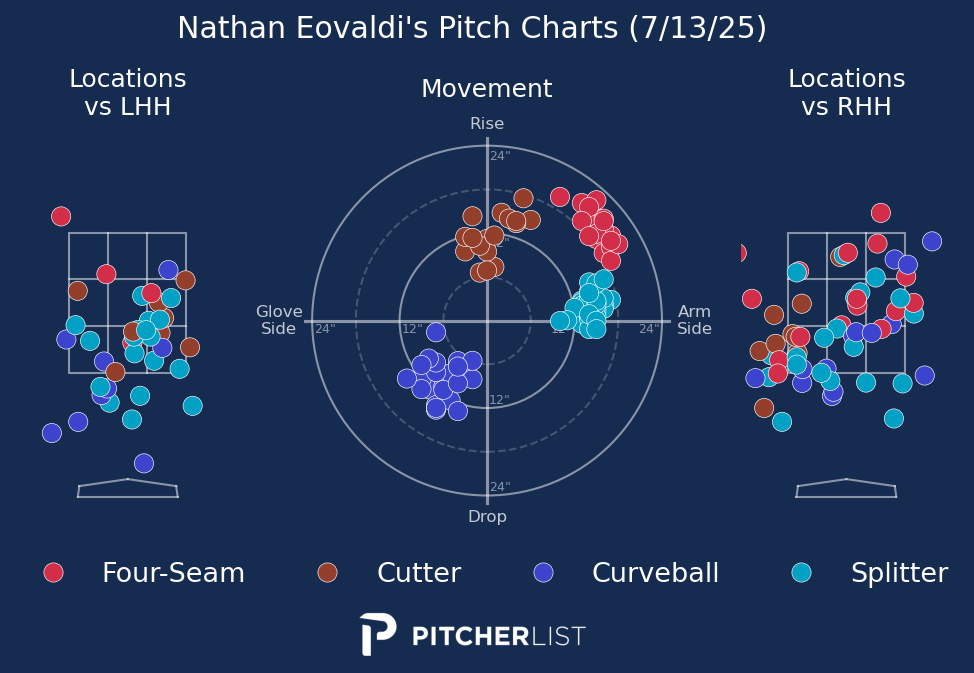 Nathan Eovaldi's Pitch Charts (7/13/25)
Locations
vs LHH
Movement
Locations
vs RHH
Rise
24"
Glove
Side
24"
12"
24"
Arm
Side
12"
24"
Drop
Four-Seam
Cutter
Curveball
Splitter
PITCHERLIST